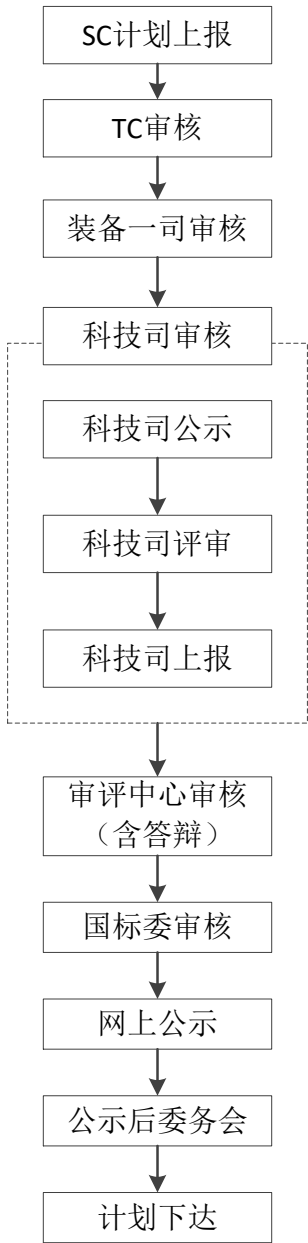 SC计划上报
TC审核
装备一司审核
科技司审核
科技司公示
科技司评审
科技司上报
审评中心审核
（含答辩）
国标委审核
网上公示
公示后委务会
计划下达